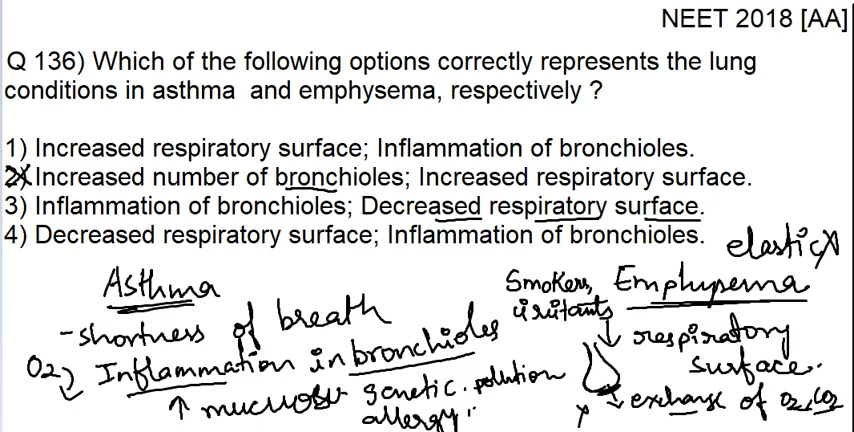 NEET 2018 [AA]
Q 136) Which of the following options correctly represents the lung
conditions in asthma and emphysema, respectively ?
1) Increased respiratory surface; Inflammation of bronchioles.
2) Increased number of bronchioles; Increased respiratory surface.
3) Inflammation of bronchioles; Decreased respiratory surface.
4) Decreased respiratory surface; Inflammation of bronchioles.
elastic X
Asthma
- shortness of breath
O2 Inflammation in bronchioles
↑ genetic. pollution
allergy
Smokers, Emphysema
irritants ↓ respiratory
surface.
↓ exchange of O2, CO2